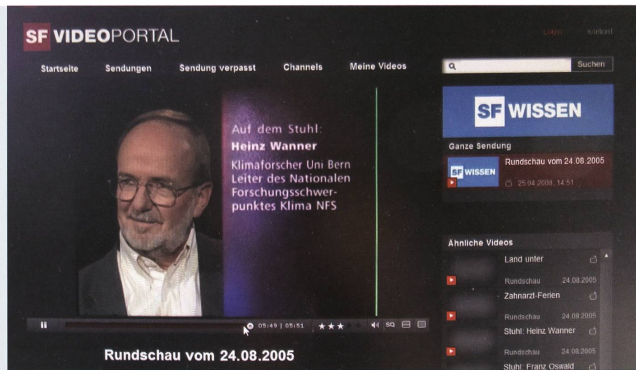 SF VIDEOPORTAL
Login
Kontakt
Startseite
Sendungen
Sendung verpasst
Channels
Meine Videos
Suchen
Auf dem Stuhl:
Heinz Wanner
Klimaforscher Uni Bern
Leiter des Nationalen
Forschungsschwer-
punktes Klima NFS
05:49 | 05:51
SQ
Rundschau vom 24.08.2005
SF WISSEN
Ganze Sendung
SF WISSEN
Rundschau vom 24.08.2005
25.04.2008, 14:51
Ähnliche Videos
Land unter
Rundschau 24.08.2005
Zahnarzt-Ferien
Rundschau 24.08.2005
Stuhl: Heinz Wanner
Rundschau 24.08.2005
Stuhl: Franz Oswald